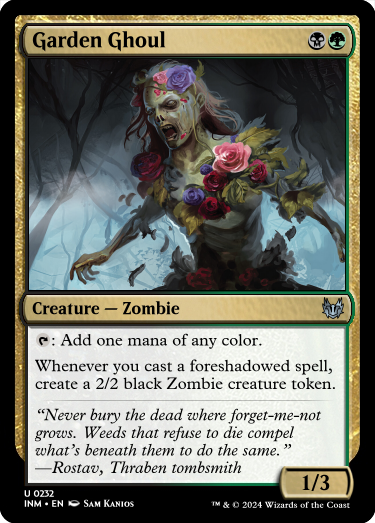 Garden Ghoul
Creature — Zombie
: Add one mana of any color.
Whenever you cast a foreshadowed spell,
create a 2/2 black Zombie creature token.
“Never bury the dead where forget-me-not
grows. Weeds that refuse to die compel
what’s beneath them to do the same.”
—Rostav, Thraben tombsmith
1/3
U 0232
INM • EN SAM KANIOS
™ & © 2024 Wizards of the Coast